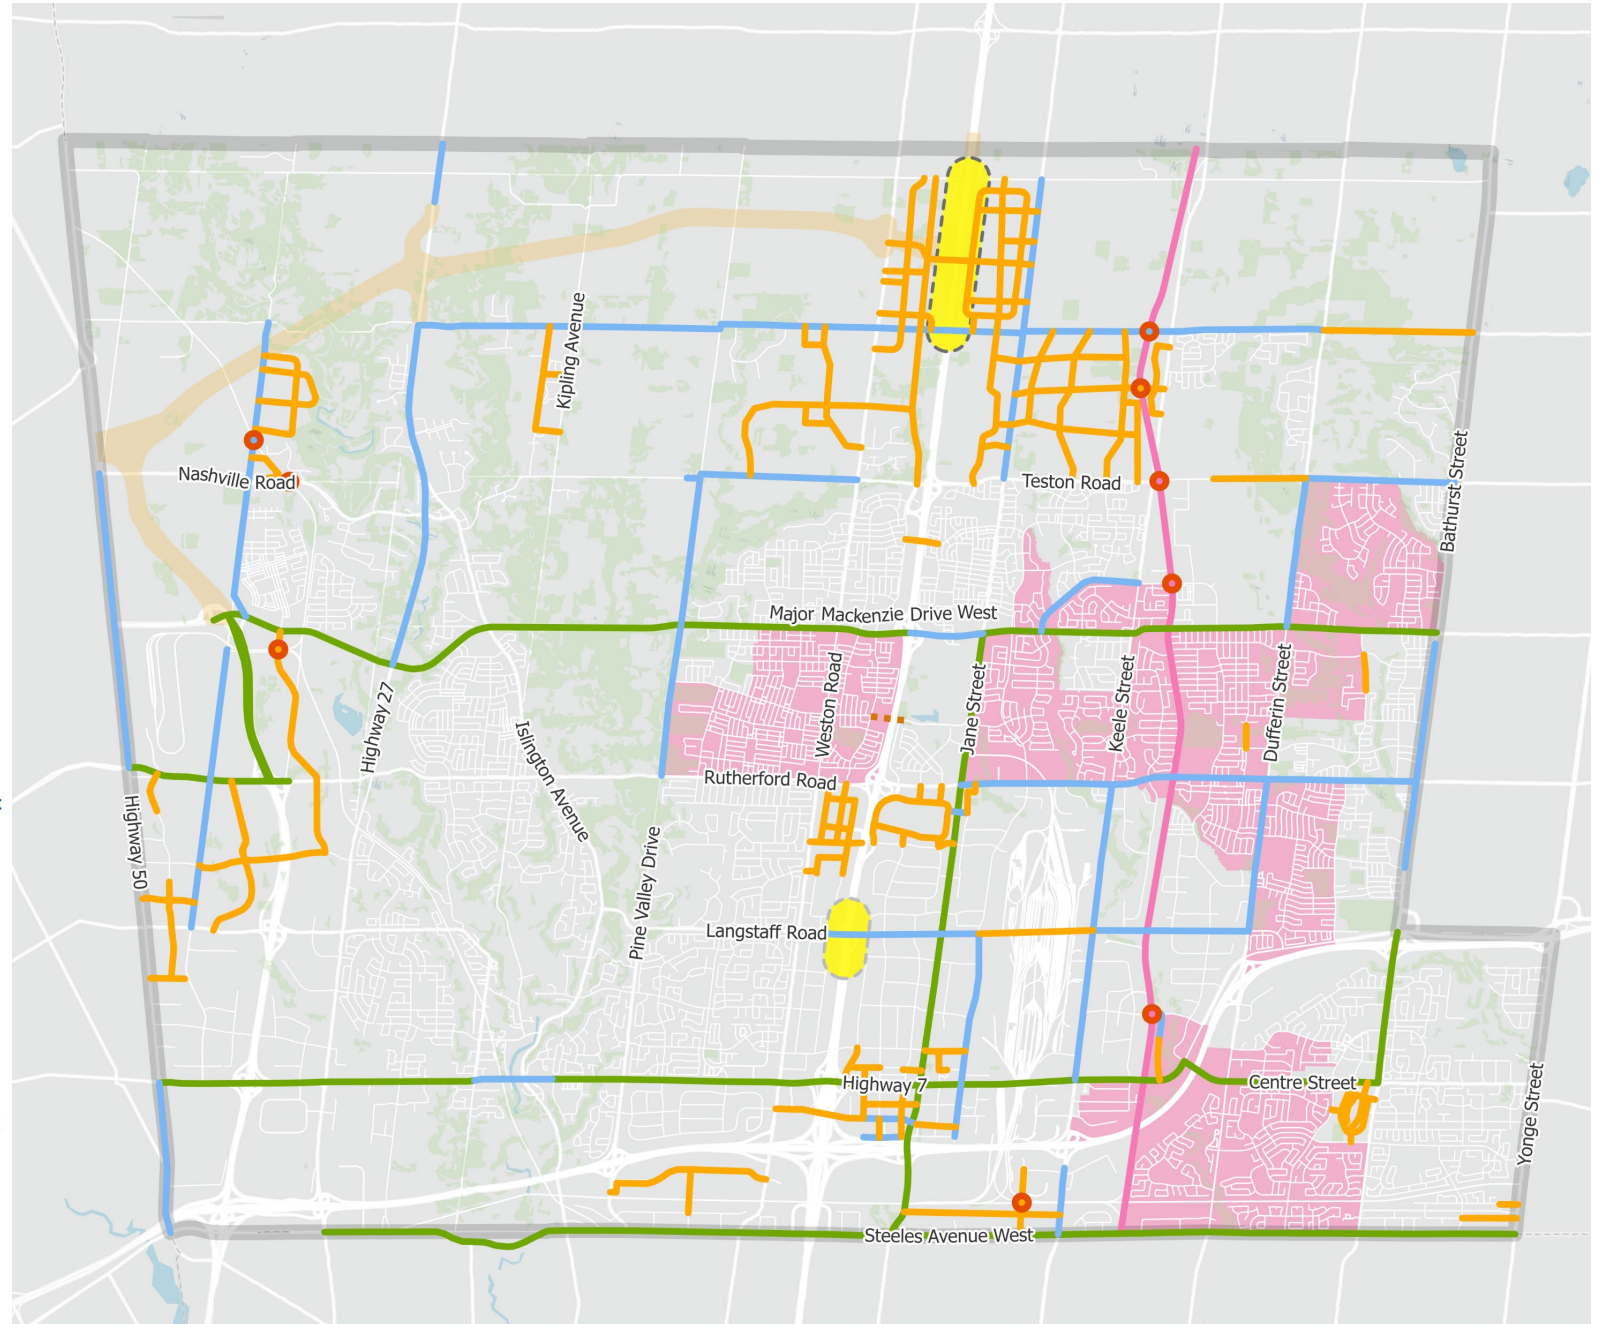 Kipling Avenue
Nashville Road
Teston Road
Bathurst Street
Major Mackenzie Drive West
Highway 27
Islington Avenue
Weston Road
Jane Street
Keele Street
Dufferin Street
Rutherford Road
Highway 50
Pine Valley Drive
Langstaff Road
Highway 7
Centre Street
Yonge Street
Steeles Avenue West